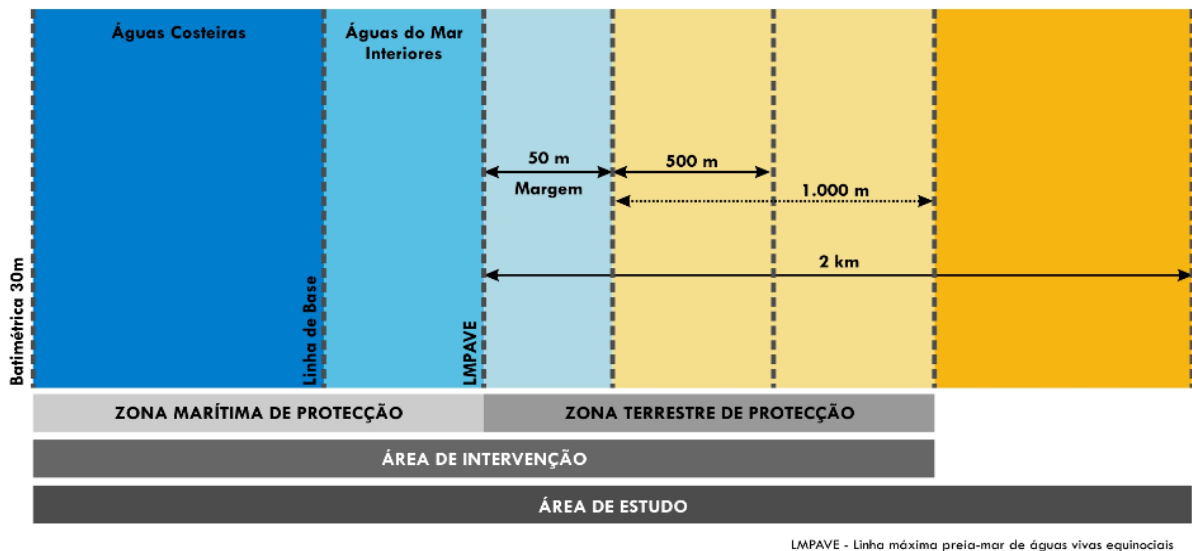 Águas Costeiras
Águas do Mar
Interiores
50 m
Margem
500 m
1.000 m
2 km
Batimétrica 30m
Linha de Base
LMPAVE
ZONA MARÍTIMA DE PROTECÇÃO
ZONA TERRESTRE DE PROTECÇÃO
ÁREA DE INTERVENÇÃO
ÁREA DE ESTUDO
LMPAVE - Linha máxima preia-mar de águas vivas equinociais